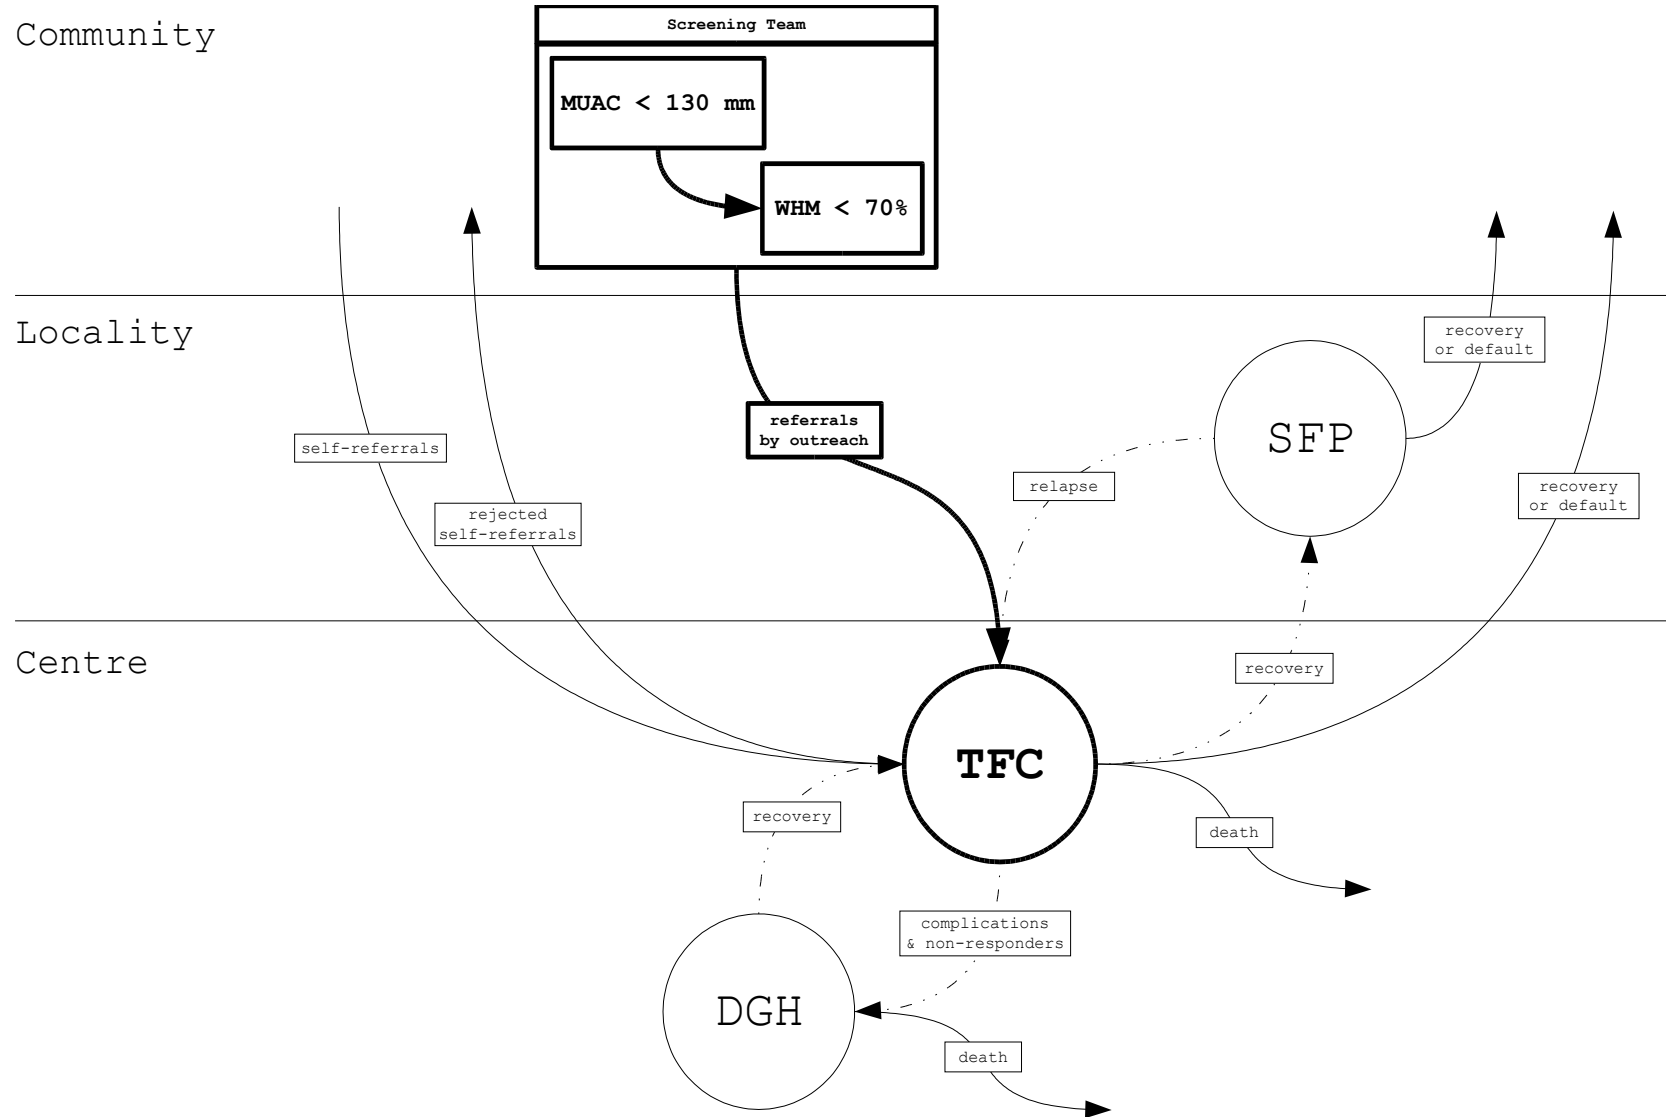 Community
Screening Team
MUAC < 130 mm
WHM < 70%
Locality
recovery
or default
referrals
by outreach
SFP
self-referrals
relapse
recovery
or default
rejected
self-referrals
Centre
recovery
TFC
recovery
death
complications
& non-responders
DGH
death